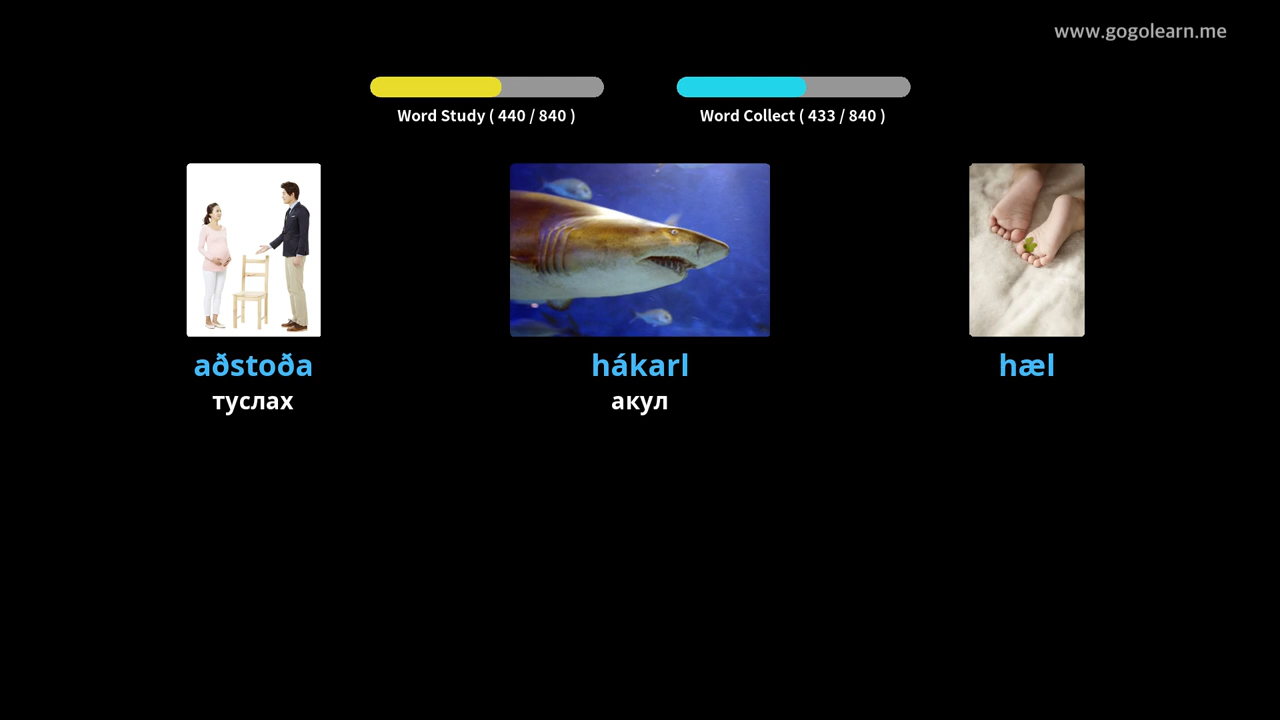 www.gogolearn.me
Word Study ( 440 / 840 )
Word Collect ( 433 / 840 )
aðstoða
hákarl
hæl
туслах
акул